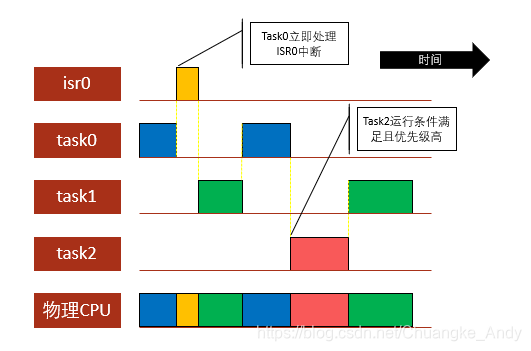 Task0立即处理
ISR0中断
时间
isr0
task0
Task2运行条件满
足且优先级高
task1
task2
物理CPU
https://blog.csdn.net/Chuangke_Andy